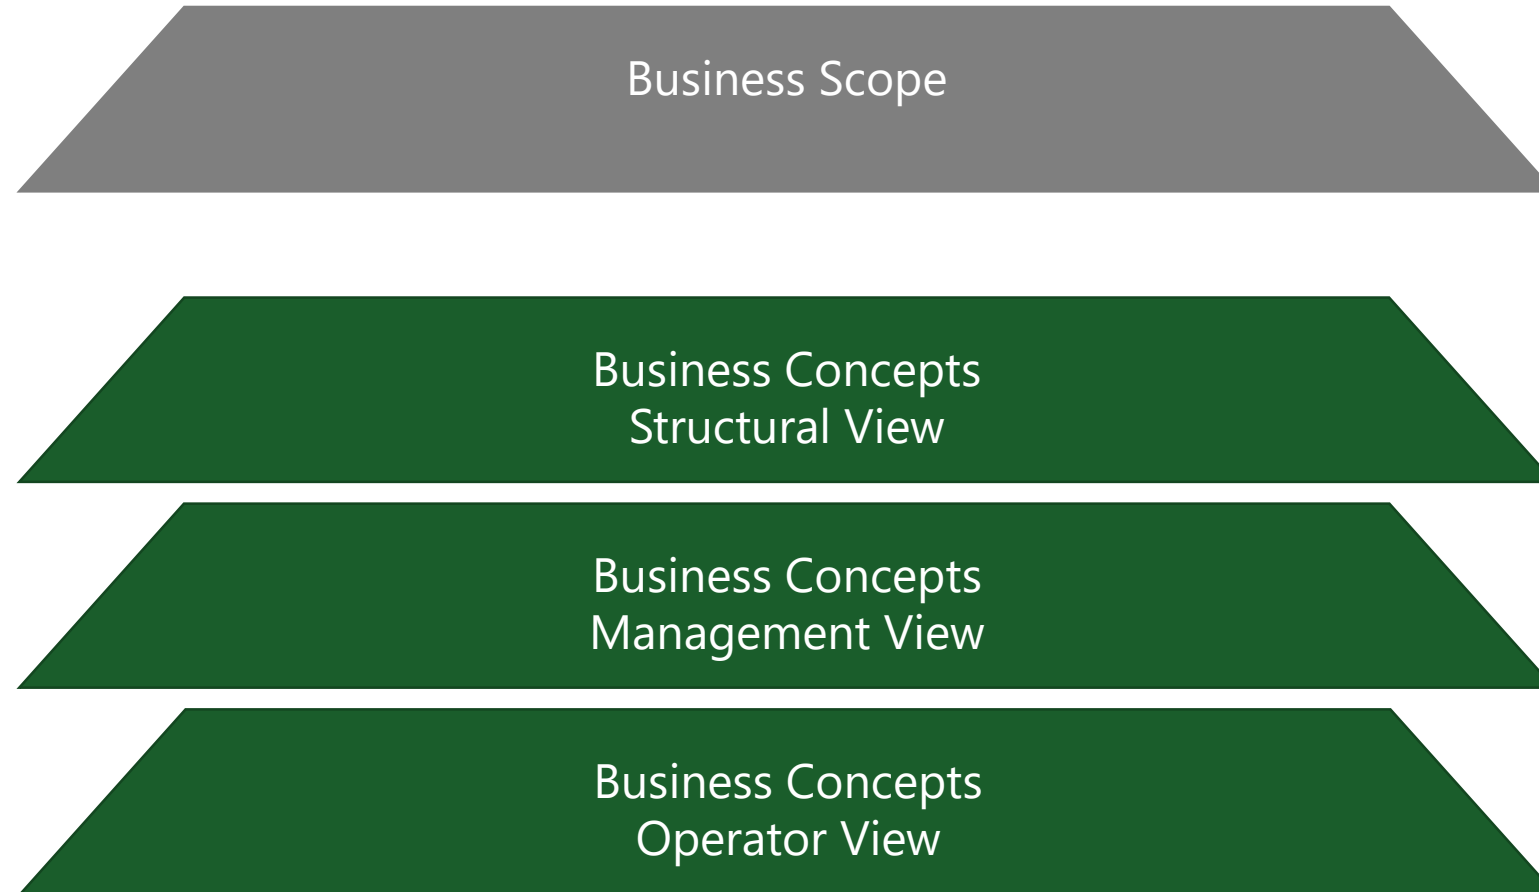 Business Scope
Business Concepts
Structural View
Business Concepts
Management View
Business Concepts
Operator View